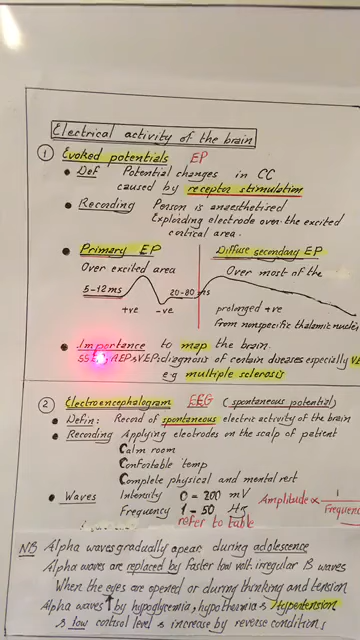 Electrical activity of the brain
① Evoked potentials EP
• Def Potential changes in CC
caused by receptor stimulation
• Recording Person is anaesthetized
Exploring electrode over the excited
cortical area.
• Primary EP Diffuse secondary EP
Over excited area Over most of the
5-12ms 20-80 ms
+ve -ve prolonged +ve
from nonspecific thalamic nuclei
• Importance to map the brain.
AEP & VEP diagnosis of certain diseases especially VE
e.g multiple sclerosis
② Electroencephalogram EEG (spontaneous potential)
• Defin: Record of spontaneous electric activity of the brain
• Recording Applying electrodes on the scalp of patient
Calm room
Confortable temp
Complete physical and mental rest
• Waves Intensity 0-200 mV Amplitude ∝ 1
Frequency 1-50 Hz Frequenc
refer to table
NB Alpha waves gradually apear during adolescence
Alpha waves are replaced by faster low volt. irregular B waves
When the eyes are opened or during thinking and tension
Alpha waves ↑ by hypoglycemia, hypothermia & Hypertension
& low cortisol level & increase by reverse conditions